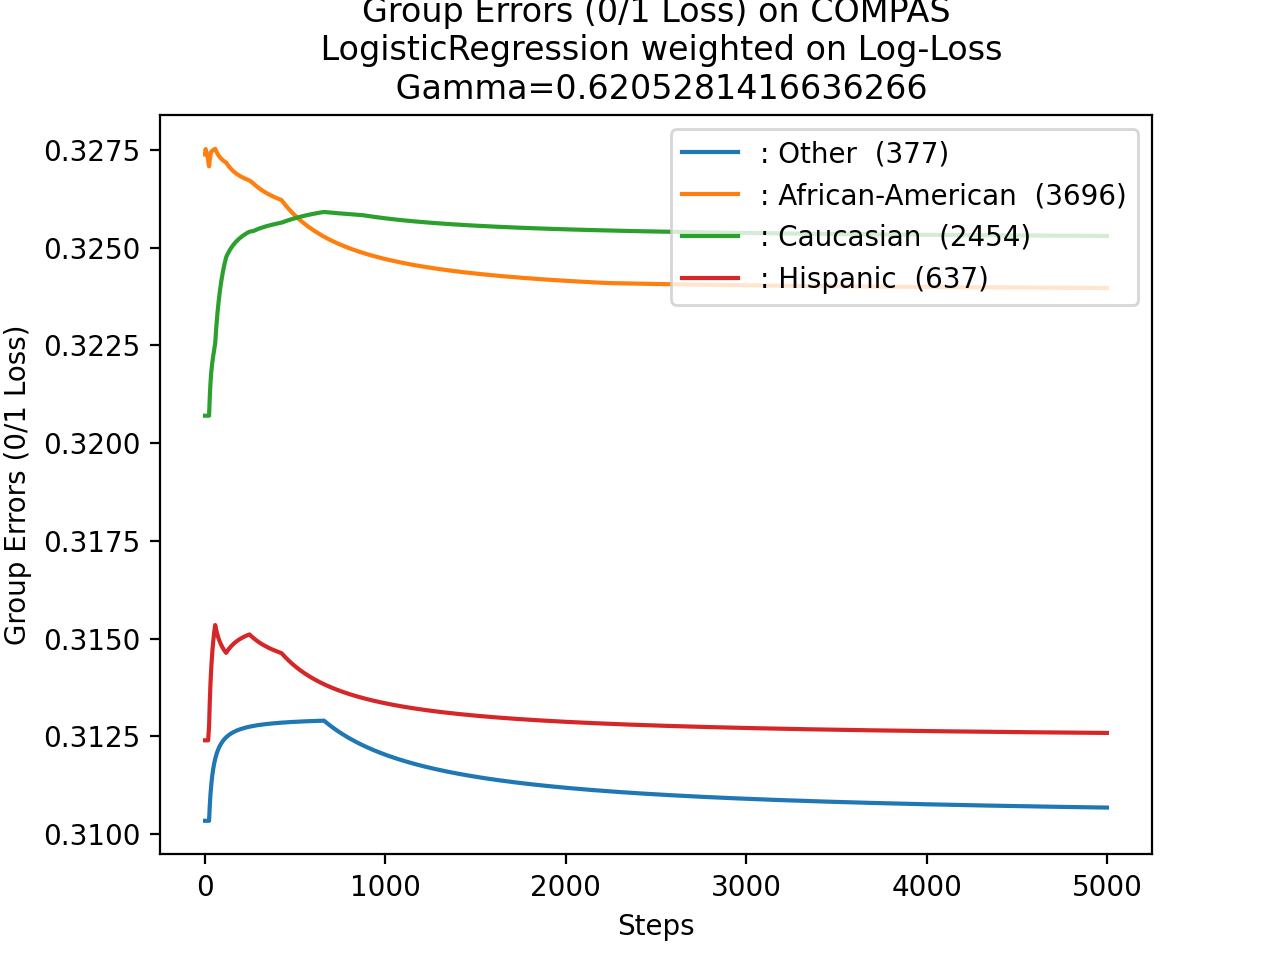 Group Errors (0/1 Loss) on COMPAS
LogisticRegression weighted on Log-Loss
Gamma=0.6205281416636266
: Other (377)
: African-American (3696)
: Caucasian (2454)
: Hispanic (637)
Group Errors (0/1 Loss)
0.3275
0.3250
0.3225
0.3200
0.3175
0.3150
0.3125
0.3100
0 1000 2000 3000 4000 5000
Steps